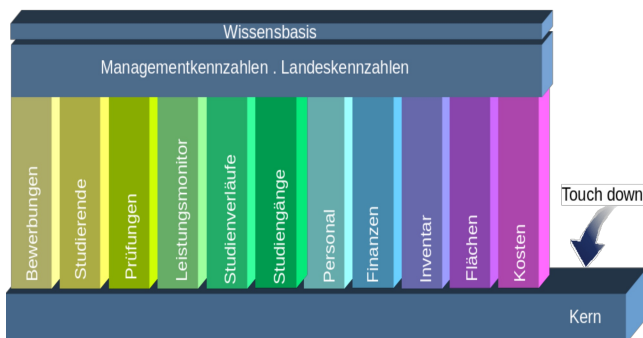 Wissensbasis
Managementkennzahlen . Landeskennzahlen
Bewerbungen
Studierende
Prüfungen
Leistungsmonitor
Studienverläufe
Studiengänge
Personal
Finanzen
Inventar
Flächen
Kosten
Touch down
Kern